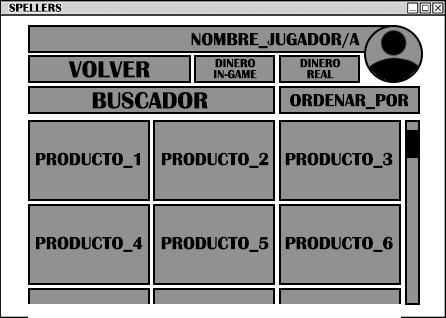 SPELLERS
NOMBRE_JUGADOR/A
VOLVER
DINERO
IN-GAME
DINERO
REAL
BUSCADOR
ORDENAR_POR
PRODUCTO_1
PRODUCTO_2
PRODUCTO_3
PRODUCTO_4
PRODUCTO_5
PRODUCTO_6